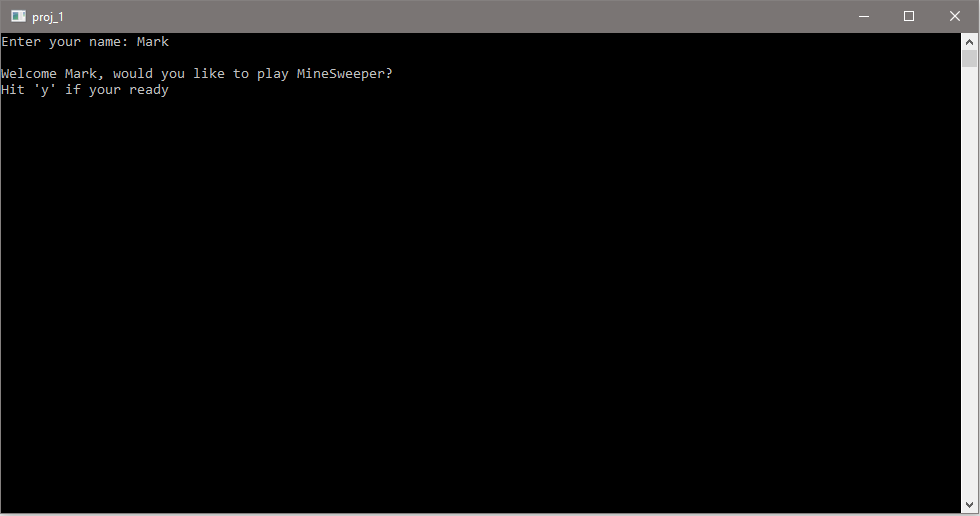 proj_1
Enter your name: Mark
Welcome Mark, would you like to play MineSweeper?
Hit 'y' if your ready